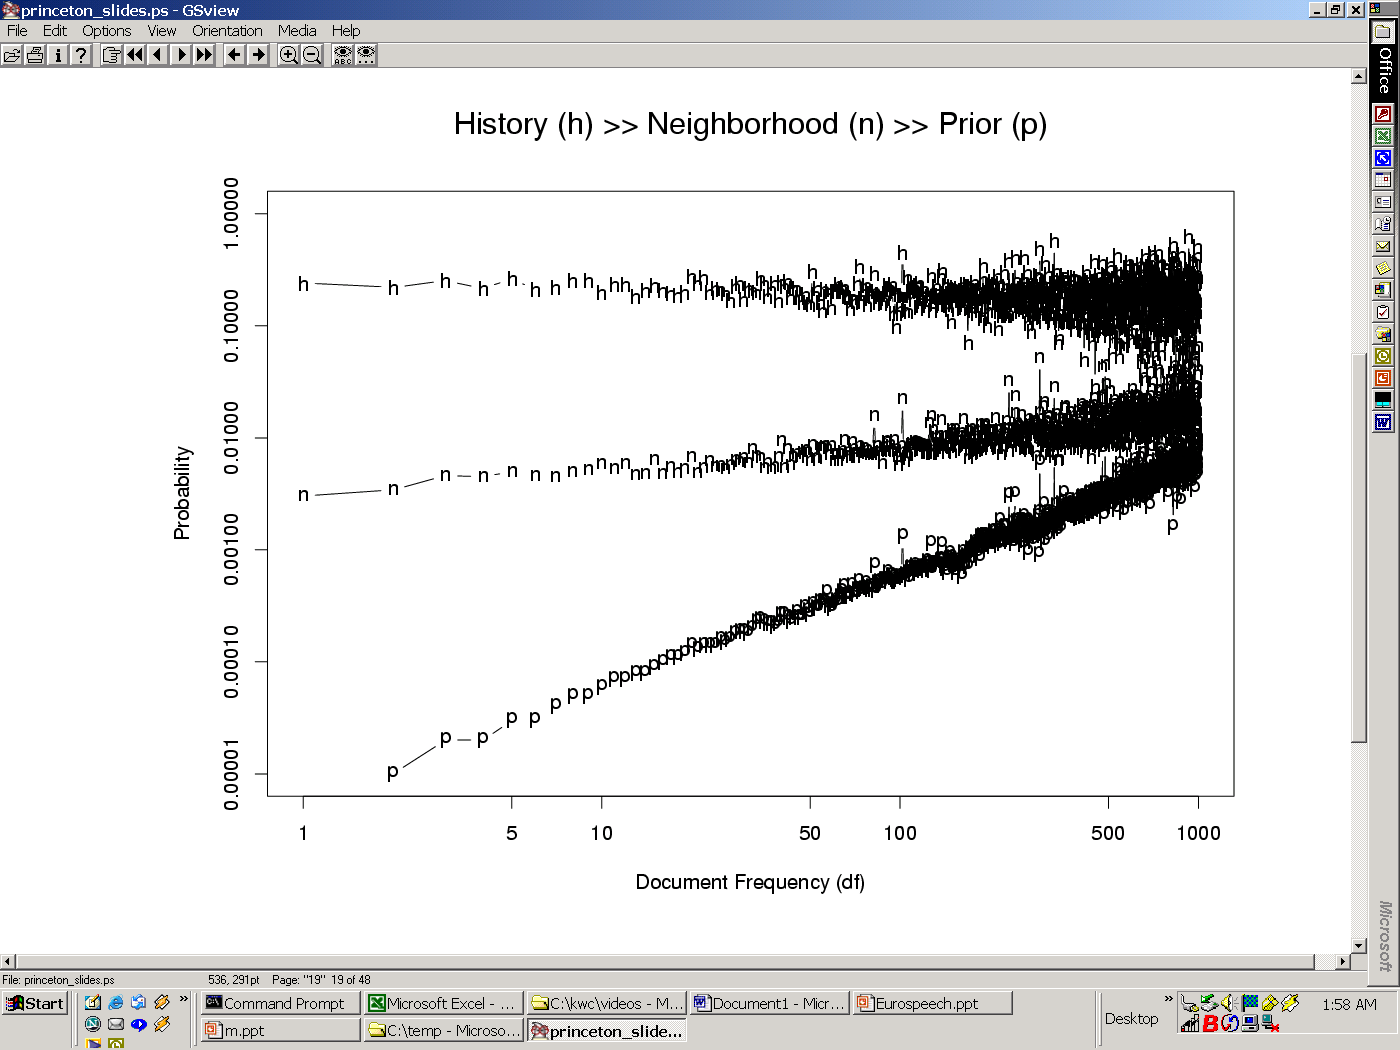 princeton_slides.ps - GSview
File Edit Options View Orientation Media Help
Office
History (h) >> Neighborhood (n) >> Prior (p)
1.00000
0.10000
0.01000
0.00100
0.00010
0.00001
Probability
1 5 10 50 100 500 1000
Document Frequency (df)
Microsoft
File: princeton_slides.ps 536, 291pt Page: "19" 19 of 48
Start
Command Prompt
Microsoft Excel - ...
C:\kwc\videos - M...
Document1 - Micr...
Eurospeech.ppt
m.ppt
C:\temp - Microso...
princeton_slide...
Desktop
1:58 AM